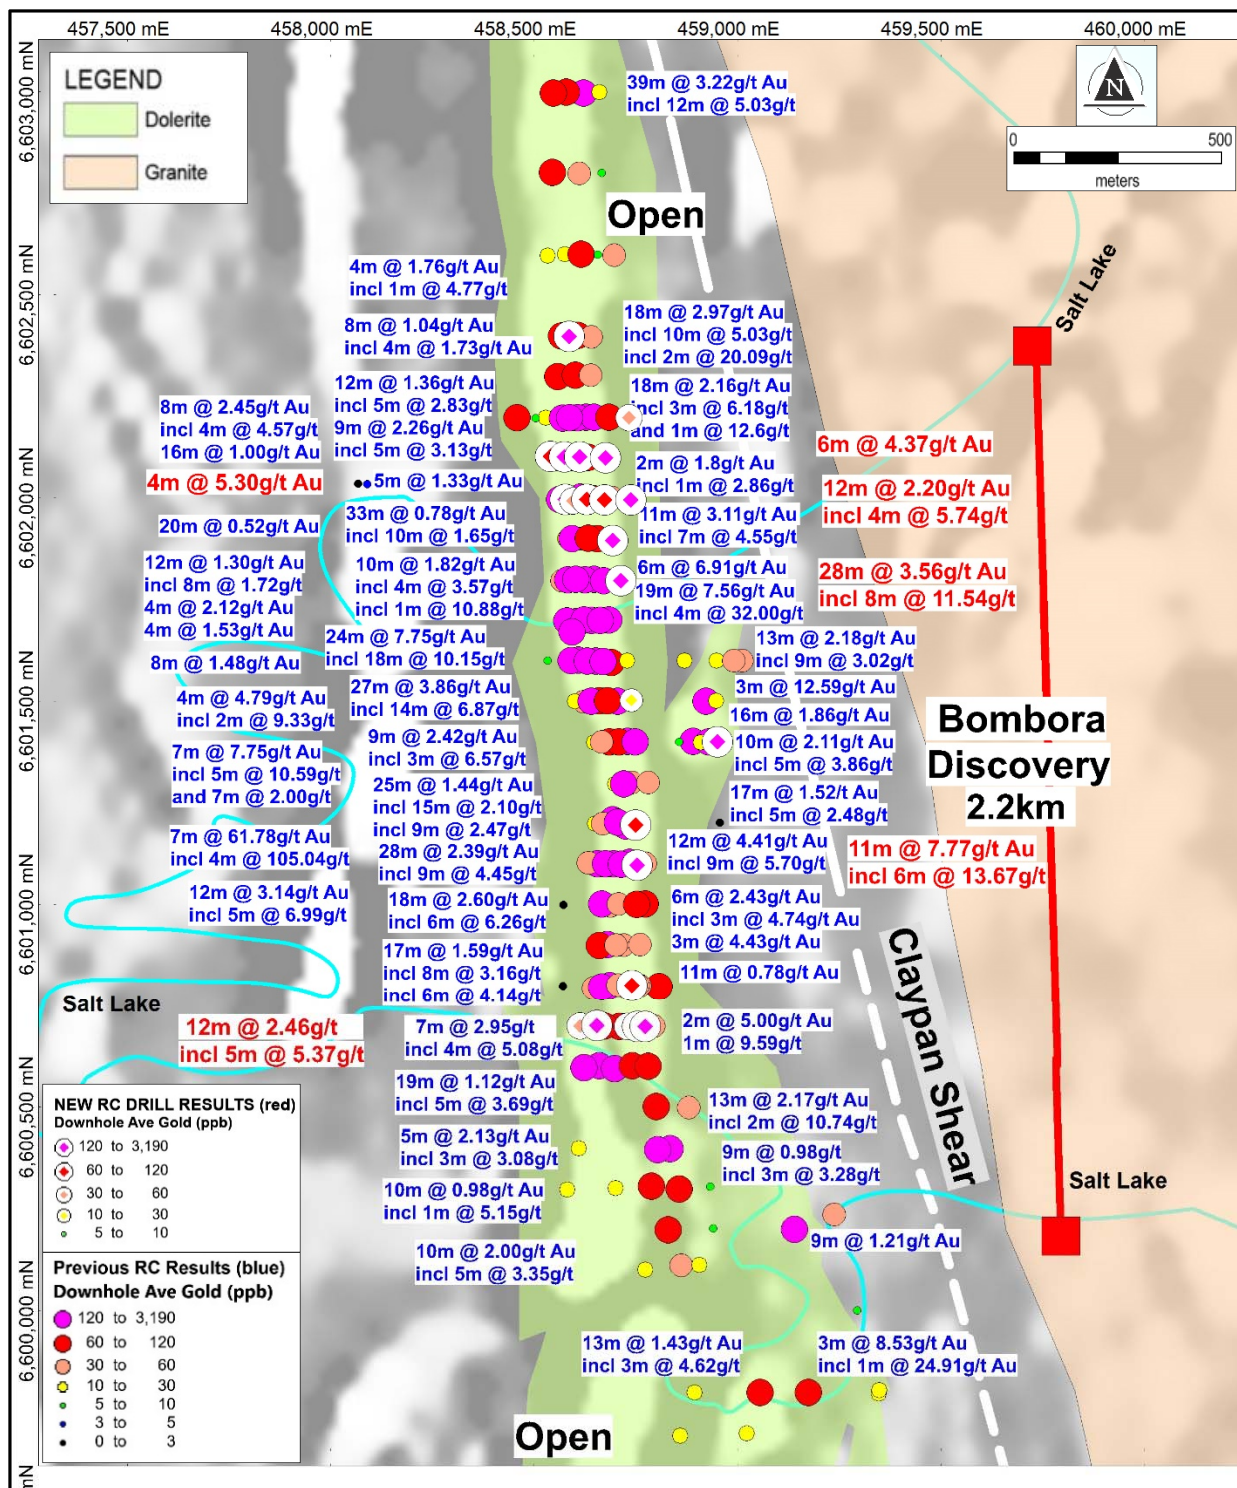 457,500 mE
458,000 mE
458,500 mE
459,000 mE
459,500 mE
460,000 mE
6,603,000 mN
6,602,500 mN
6,602,000 mN
6,601,500 mN
6,601,000 mN
6,600,500 mN
6,600,000 mN
mN
LEGEND
Dolerite
Granite
N
0 500
meters
39m @ 3.22g/t Au
incl 12m @ 5.03g/t
Open
Salt Lake
4m @ 1.76g/t Au
incl 1m @ 4.77g/t
8m @ 1.04g/t Au
incl 4m @ 1.73g/t Au
18m @ 2.97g/t Au
incl 10m @ 5.03g/t
incl 2m @ 20.09g/t
12m @ 1.36g/t Au
incl 5m @ 2.83g/t
9m @ 2.26g/t Au
incl 5m @ 3.13g/t
18m @ 2.16g/t Au
incl 3m @ 6.18g/t
and 1m @ 12.6g/t
8m @ 2.45g/t Au
incl 4m @ 4.57g/t
16m @ 1.00g/t Au
4m @ 5.30g/t Au
5m @ 1.33g/t Au
2m @ 1.8g/t Au
incl 1m @ 2.86g/t
6m @ 4.37g/t Au
12m @ 2.20g/t Au
incl 4m @ 5.74g/t
20m @ 0.52g/t Au
33m @ 0.78g/t Au
incl 10m @ 1.65g/t
11m @ 3.11g/t Au
incl 7m @ 4.55g/t
12m @ 1.30g/t Au
incl 8m @ 1.72g/t
4m @ 2.12g/t Au
4m @ 1.53g/t Au
10m @ 1.82g/t Au
incl 4m @ 3.57g/t
incl 1m @ 10.88g/t
6m @ 6.91g/t Au
19m @ 7.56g/t Au
incl 4m @ 32.00g/t
28m @ 3.56g/t Au
incl 8m @ 11.54g/t
24m @ 7.75g/t Au
incl 18m @ 10.15g/t
13m @ 2.18g/t Au
incl 9m @ 3.02g/t
8m @ 1.48g/t Au
27m @ 3.86g/t Au
incl 14m @ 6.87g/t
3m @ 12.59g/t Au
4m @ 4.79g/t Au
incl 2m @ 9.33g/t
16m @ 1.86g/t Au
Bombora
Discovery
2.2km
9m @ 2.42g/t Au
incl 3m @ 6.57g/t
10m @ 2.11g/t Au
incl 5m @ 3.86g/t
7m @ 7.75g/t Au
incl 5m @ 10.59g/t
and 7m @ 2.00g/t
25m @ 1.44g/t Au
incl 15m @ 2.10g/t
incl 9m @ 2.47g/t
17m @ 1.52/t Au
incl 5m @ 2.48g/t
7m @ 61.78g/t Au
incl 4m @ 105.04g/t
28m @ 2.39g/t Au
incl 9m @ 4.45g/t
12m @ 4.41g/t Au
incl 9m @ 5.70g/t
11m @ 7.77g/t Au
incl 6m @ 13.67g/t
12m @ 3.14g/t Au
incl 5m @ 6.99g/t
18m @ 2.60g/t Au
incl 6m @ 6.26g/t
6m @ 2.43g/t Au
incl 3m @ 4.74g/t Au
3m @ 4.43g/t Au
17m @ 1.59g/t Au
incl 8m @ 3.16g/t
incl 6m @ 4.14g/t
11m @ 0.78g/t Au
Claypan Shear
Salt Lake
12m @ 2.46g/t
incl 5m @ 5.37g/t
7m @ 2.95g/t
incl 4m @ 5.08g/t
2m @ 5.00g/t Au
1m @ 9.59g/t
19m @ 1.12g/t Au
incl 5m @ 3.69g/t
13m @ 2.17g/t Au
incl 2m @ 10.74g/t
5m @ 2.13g/t Au
incl 3m @ 3.08g/t
9m @ 0.98g/t
incl 3m @ 3.28g/t
10m @ 0.98g/t Au
incl 1m @ 5.15g/t
Salt Lake
9m @ 1.21g/t Au
10m @ 2.00g/t Au
incl 5m @ 3.35g/t
13m @ 1.43g/t Au
incl 3m @ 4.62g/t
3m @ 8.53g/t Au
incl 1m @ 24.91g/t Au
Open
NEW RC DRILL RESULTS (red)
Downhole Ave Gold (ppb)
120 to 3,190
60 to 120
30 to 60
10 to 30
5 to 10
Previous RC Results (blue)
Downhole Ave Gold (ppb)
120 to 3,190
60 to 120
30 to 60
10 to 30
5 to 10
3 to 5
0 to 3